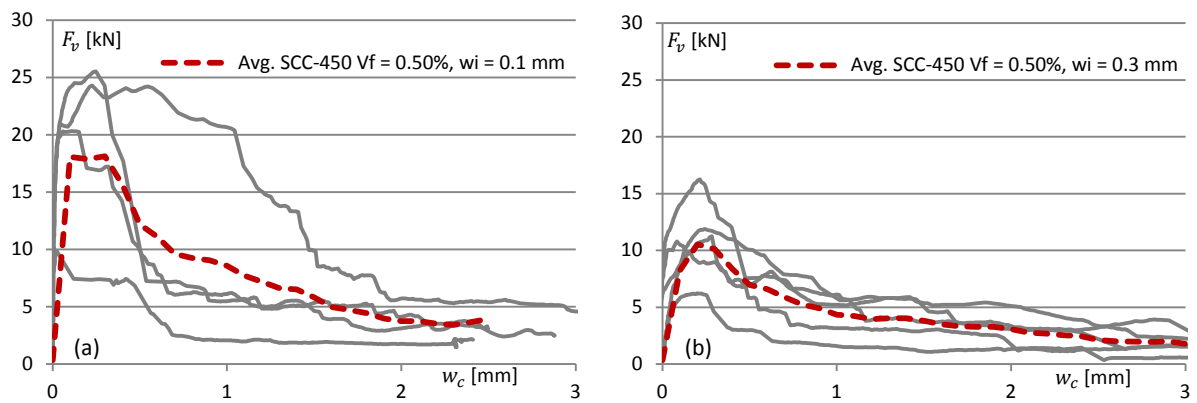 30
F_v [kN]
25
Avg. SCC-450 Vf = 0.50%, wi = 0.1 mm
20
15
10
5
(a)
w_c [mm]
0
0 1 2 3
30
F_v [kN]
25
Avg. SCC-450 Vf = 0.50%, wi = 0.3 mm
20
15
10
5
(b)
w_c [mm]
0
0 1 2 3